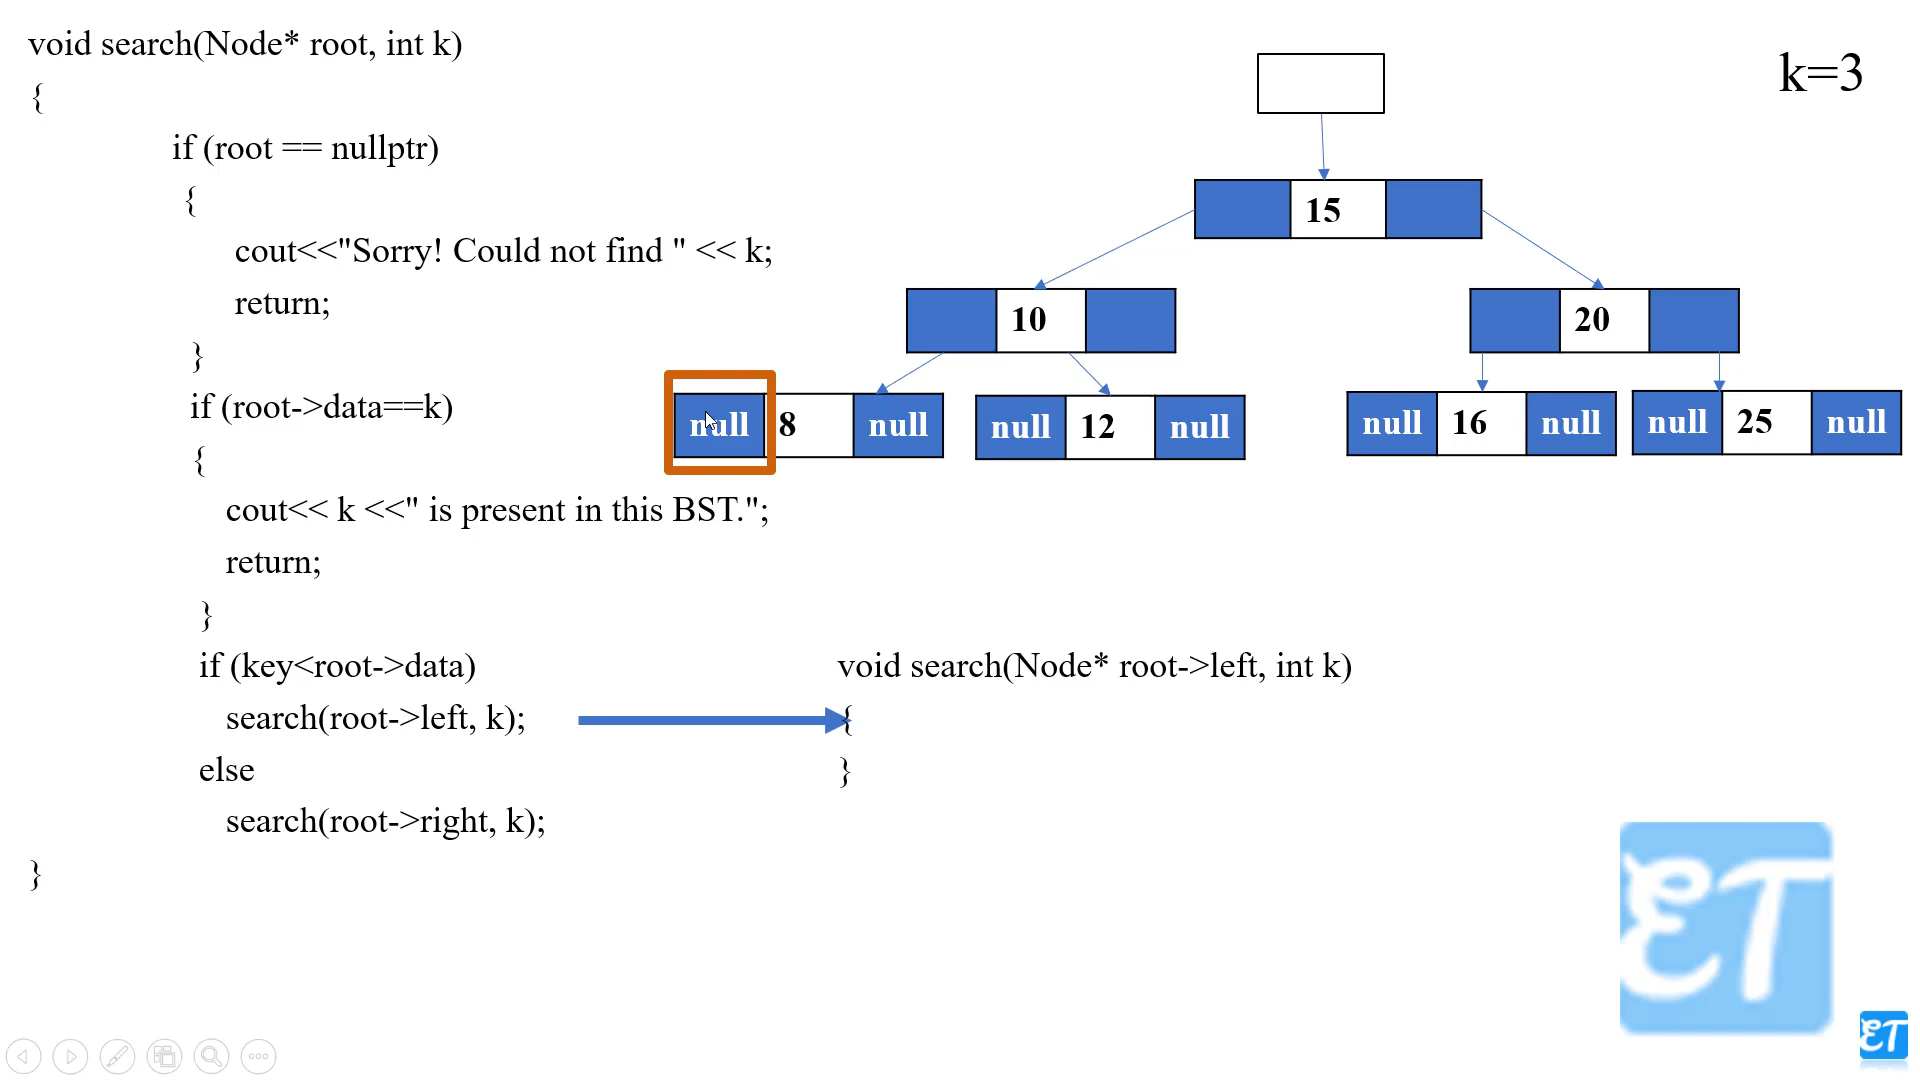 void search(Node* root, int k)
{
if (root == nullptr)
{
cout<<"Sorry! Could not find " << k;
return;
}
if (root->data==k)
{
cout<< k <<" is present in this BST.";
return;
}
if (key<root->data)
search(root->left, k);
else
search(root->right, k);
}
k=3
15
10
20
null 8 null
null 12 null
null 16 null
null 25 null
void search(Node* root->left, int k)
{
}
ET
ET